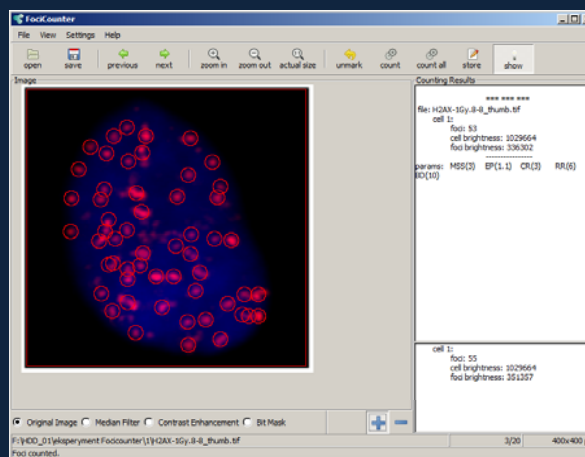 FociCounter
File View Settings Help
open save previous next zoom in zoom out actual size unmark count count all store show
Image
Counting Results
*** *** ***
file: H2AX-1Gy.8-8_thumb.tif
cell 1:
foci: 53
cell brightness: 1029664
foci brightness: 336302
--------------------
params: MSS(3) EP(1.1) CR(3) RR(6)
BD(10)
cell 1:
foci: 55
cell brightness: 1029664
foci brightness: 351357
Original Image Median Filter Contrast Enhancement Bit Mask
F:\HDD_01\eksperyment Focicounter\1\H2AX-1Gy.8-8_thumb.tif
3/20
400x400
Foci counted.